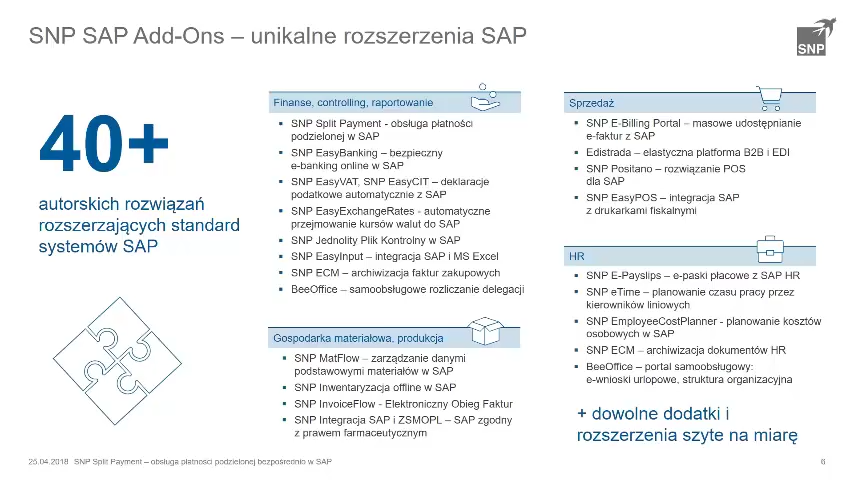 SNP SAP Add-Ons – unikalne rozszerzenia SAP
SNP
40+
autorskich rozwiązań
rozszerzających standard
systemów SAP
Finanse, controlling, raportowanie
▪ SNP Split Payment - obsługa płatności
podzielonej w SAP
▪ SNP EasyBanking – bezpieczny
e-banking online w SAP
▪ SNP EasyVAT, SNP EasyCIT – deklaracje
podatkowe automatycznie z SAP
▪ SNP EasyExchangeRates - automatyczne
przejmowanie kursów walut do SAP
▪ SNP Jednolity Plik Kontrolny w SAP
▪ SNP EasyInput – integracja SAP i MS Excel
▪ SNP ECM – archiwizacja faktur zakupowych
▪ BeeOffice – samoobsługowe rozliczanie delegacji
Gospodarka materiałowa, produkcja
▪ SNP MatFlow – zarządzanie danymi
podstawowymi materiałów w SAP
▪ SNP Inwentaryzacja offline w SAP
▪ SNP InvoiceFlow - Elektroniczny Obieg Faktur
▪ SNP Integracja SAP i ZSMOPL – SAP zgodny
z prawem farmaceutycznym
Sprzedaż
▪ SNP E-Billing Portal – masowe udostępnianie
e-faktur z SAP
▪ Edistrada – elastyczna platforma B2B i EDI
▪ SNP Positano – rozwiązanie POS
dla SAP
▪ SNP EasyPOS – integracja SAP
z drukarkami fiskalnymi
HR
▪ SNP E-Payslips – e-paski płacowe z SAP HR
▪ SNP eTime – planowanie czasu pracy przez
kierowników liniowych
▪ SNP EmployeeCostPlanner - planowanie kosztów
osobowych w SAP
▪ SNP ECM – archiwizacja dokumentów HR
▪ BeeOffice – portal samoobsługowy:
e-wnioski urlopowe, struktura organizacyjna
+ dowolne dodatki i
rozszerzenia szyte na miarę
25.04.2018 SNP Split Payment – obsługa płatności podzielonej bezpośrednio w SAP
6